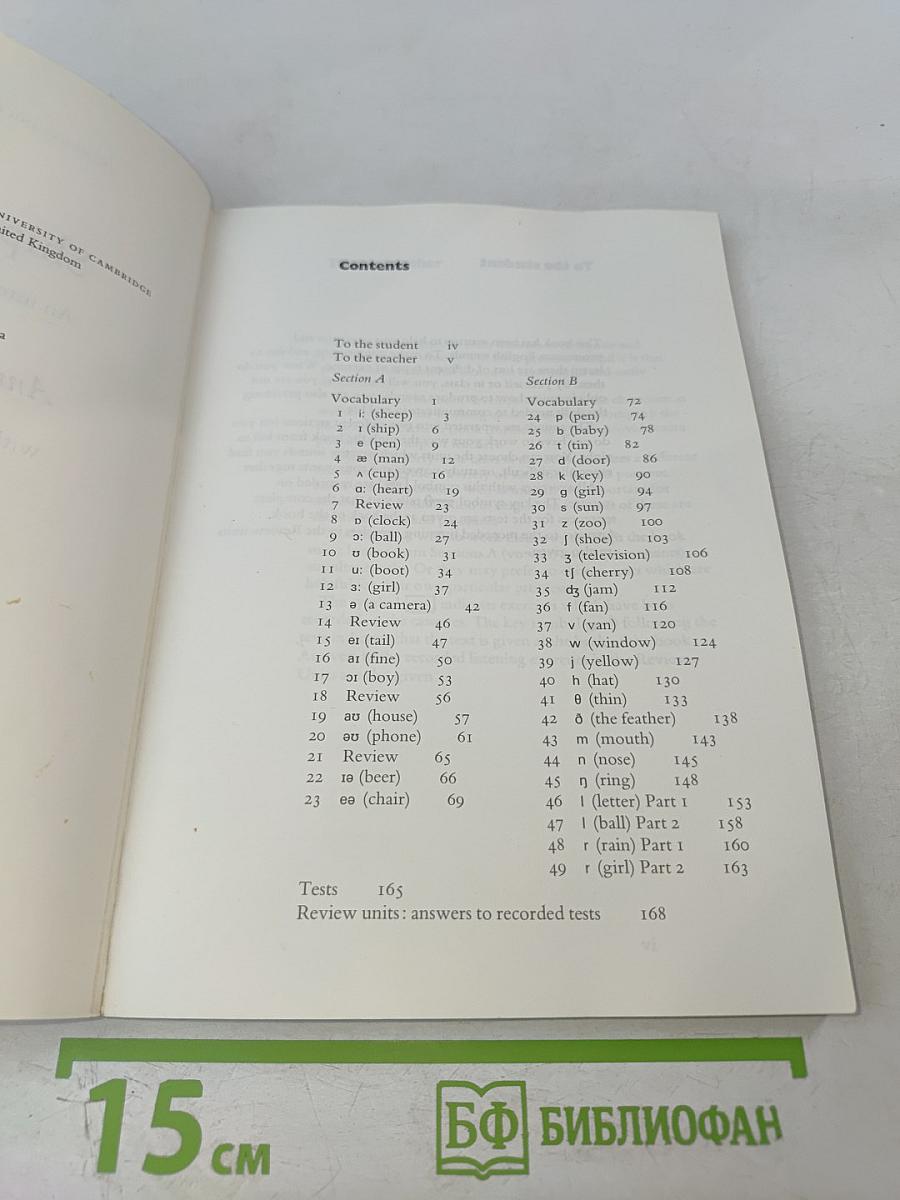 NIVERSITY OF CAMBRIDGE
ited Kingdom
a
Contents
To the student iv
To the teacher v
Section A
Vocabulary 1
1 iː (sheep) 3
2 ɪ (ship) 6
3 e (pen) 9
4 æ (man) 12
5 ʌ (cup) 16
6 ɑː (heart) 19
7 Review 23
8 ɒ (clock) 24
9 ɔː (ball) 27
10 ʊ (book) 31
11 uː (boot) 34
12 ɜː (girl) 37
13 ə (a camera) 42
14 Review 46
15 eɪ (tail) 47
16 aɪ (fine) 50
17 ɔɪ (boy) 53
18 Review 56
19 aʊ (house) 57
20 əʊ (phone) 61
21 Review 65
22 ɪə (beer) 66
23 eə (chair) 69
Section B
Vocabulary 72
24 p (pen) 74
25 b (baby) 78
26 t (tin) 82
27 d (door) 86
28 k (key) 90
29 g (girl) 94
30 s (sun) 97
31 z (zoo) 100
32 ʃ (shoe) 103
33 ʒ (television) 106
34 tʃ (cherry) 108
35 dʒ (jam) 112
36 f (fan) 116
37 v (van) 120
38 w (window) 124
39 j (yellow) 127
40 h (hat) 130
41 θ (thin) 133
42 ð (the feather) 138
43 m (mouth) 143
44 n (nose) 145
45 ŋ (ring) 148
46 l (letter) Part 1 153
47 l (ball) Part 2 158
48 r (rain) Part 1 160
49 r (girl) Part 2 163
Tests 165
Review units: answers to recorded tests 168
15 см
БФ БИБЛИОФАН